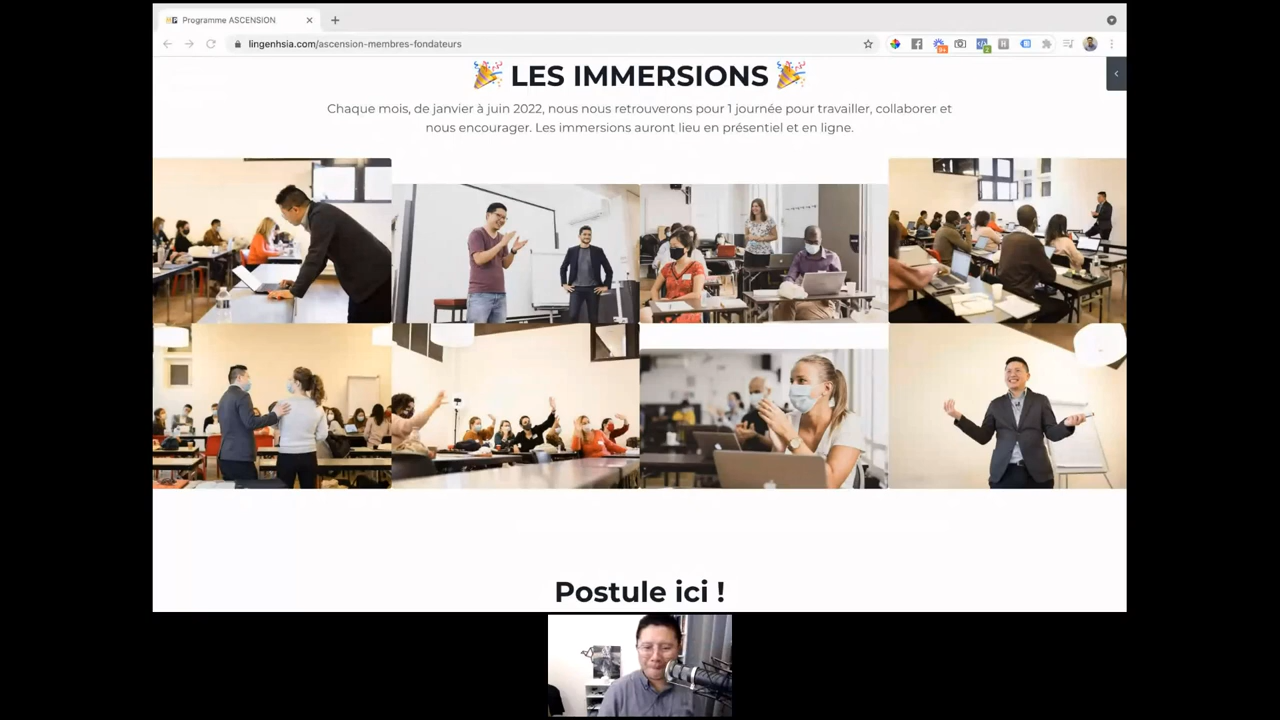 Programme ASCENSION
lingenhsia.com/ascension-membres-fondateurs
9+
2
H
🎉 LES IMMERSIONS 🎉
Chaque mois, de janvier à juin 2022, nous nous retrouverons pour 1 journée pour travailler, collaborer et
nous encourager. Les immersions auront lieu en présentiel et en ligne.
Postule ici !